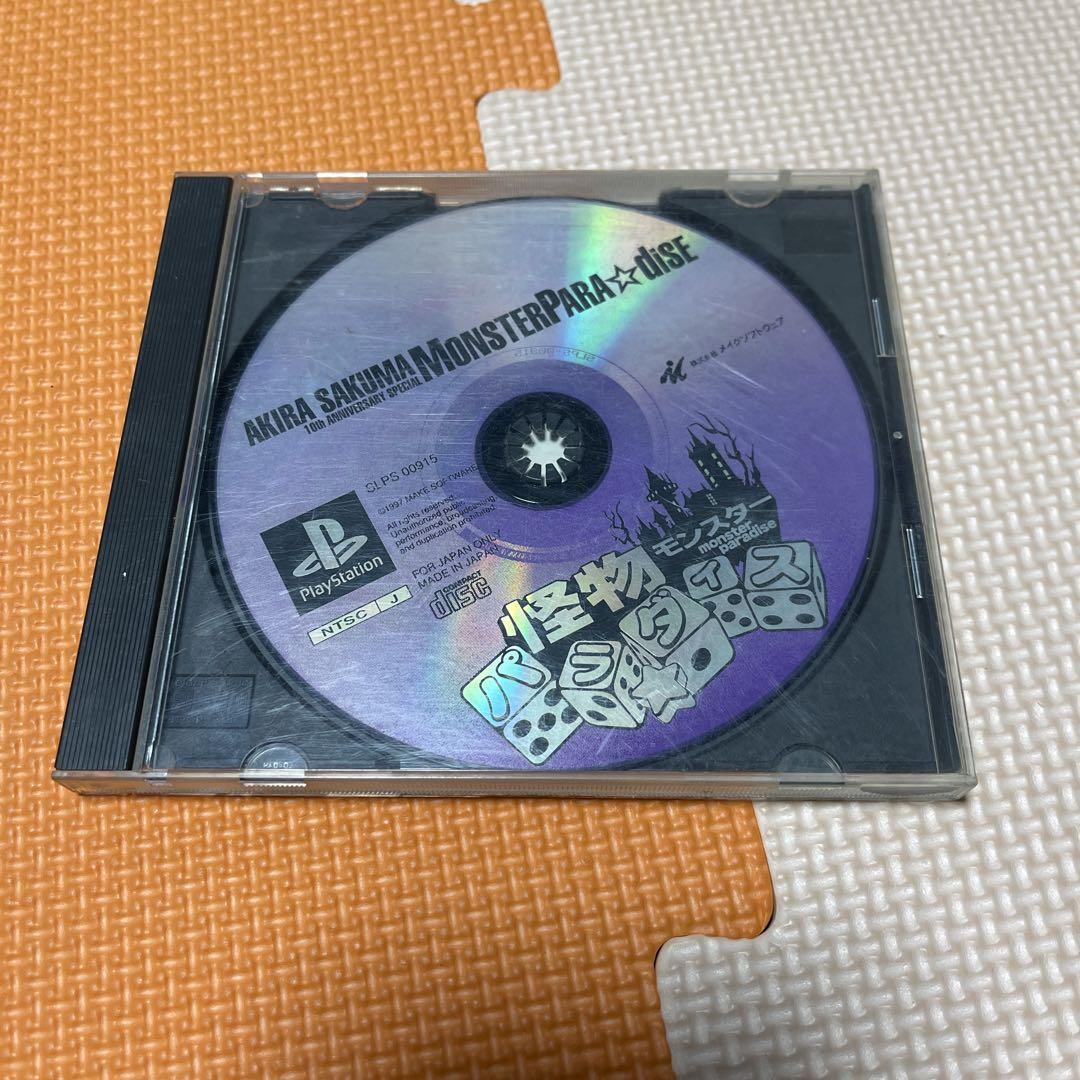 AKIRA SAKUMA MONSTERPARA☆diSE
10th ANNIVERSARY SPECIAL
株式会社 メイクソフトウェア
SLPS 00915
©1997 MAKE SOFTWARE
All rights reserved.
Unauthorized public
performance, broadcasting
and duplication prohibited.
PlayStation
FOR JAPAN ONLY
MADE IN JAPAN
NTSC J
COMPACT
disc
モンスター
monster
paradise
怪物
パラ☆ダイス